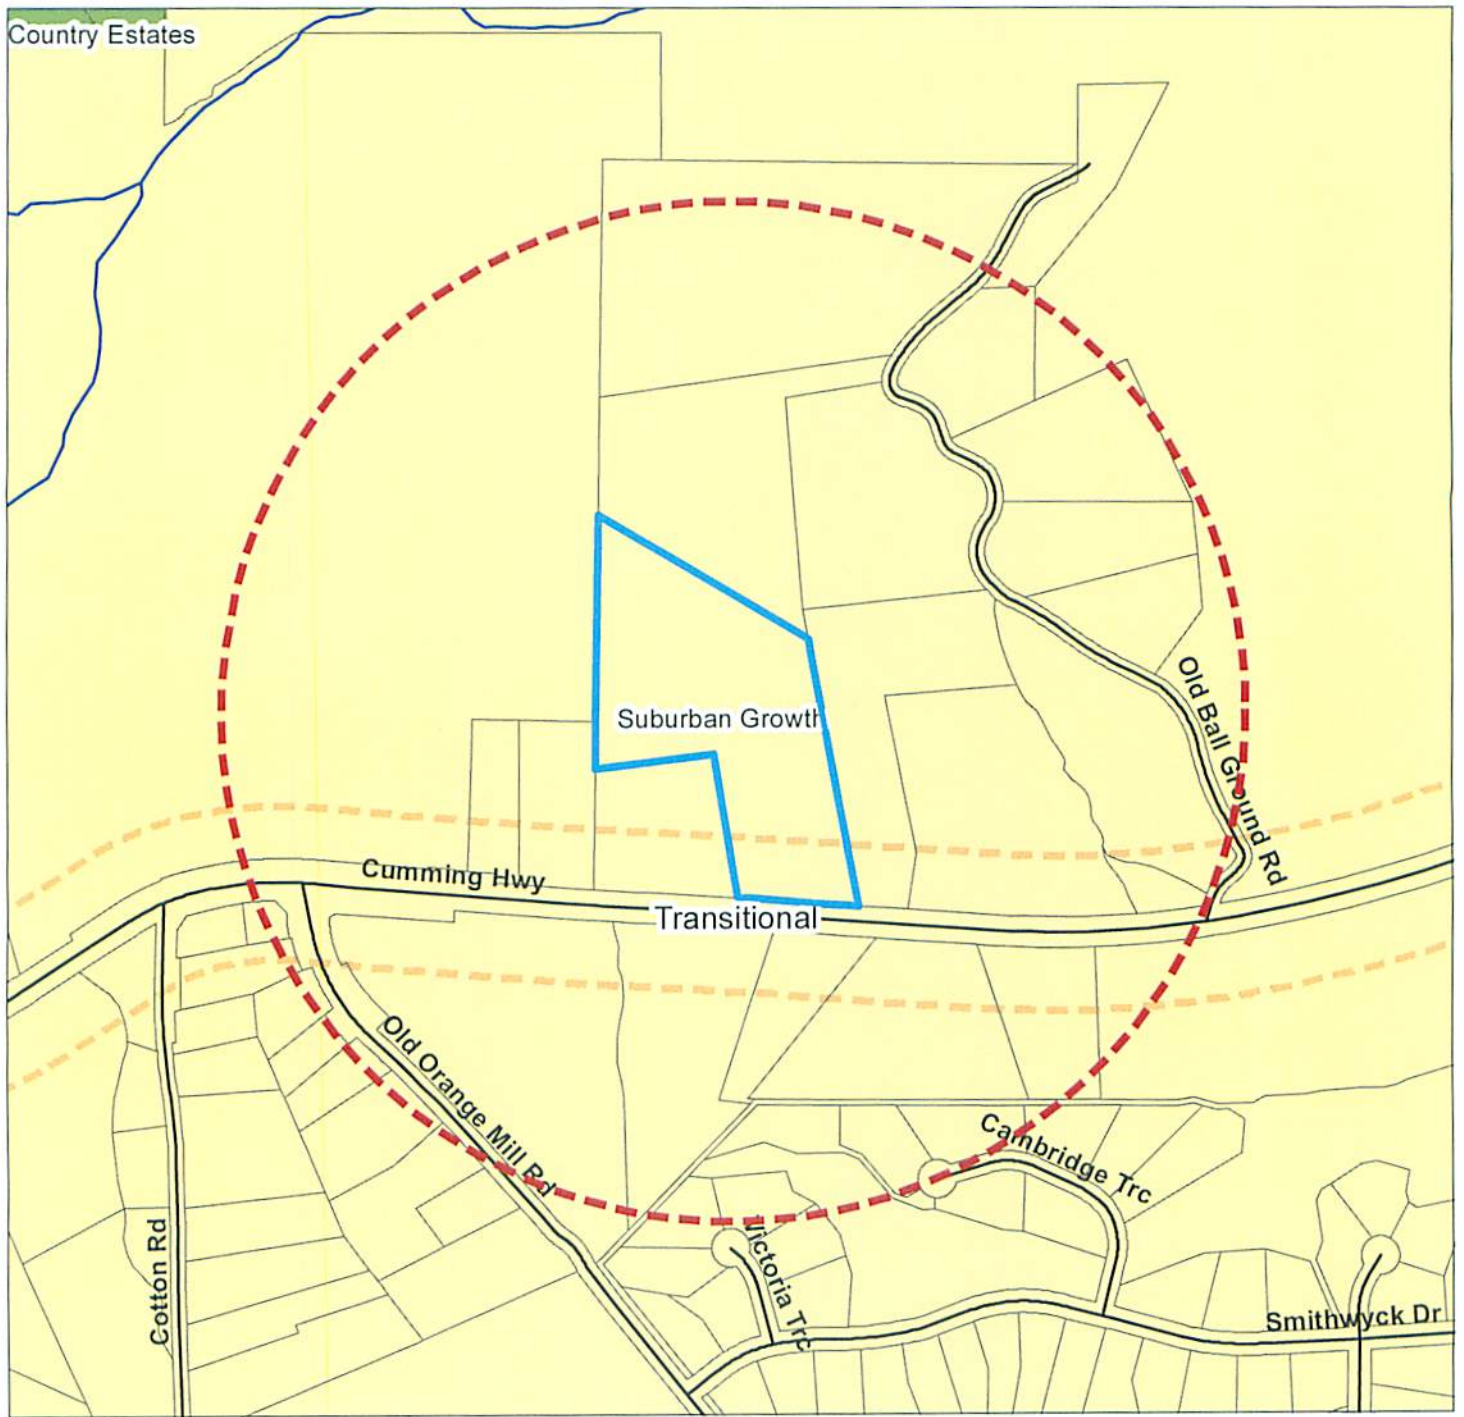 Country Estates
Old Ball Ground Rd
Suburban Growth
Cumming Hwy
Transitional
Old Orange Mill Rd
Cambridge Trc
Cotton Rd
Victoria Trc
Smithwyck Dr